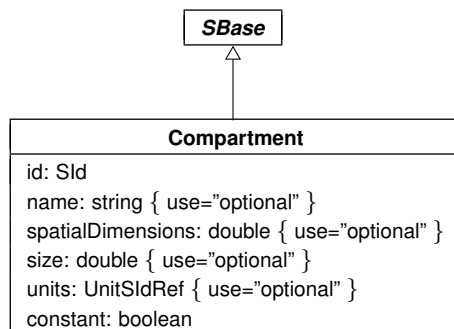 SBase
Compartment
id: SId
name: string { use=”optional” }
spatialDimensions: double { use=”optional” }
size: double { use=”optional” }
units: UnitSIdRef { use=”optional” }
constant: boolean